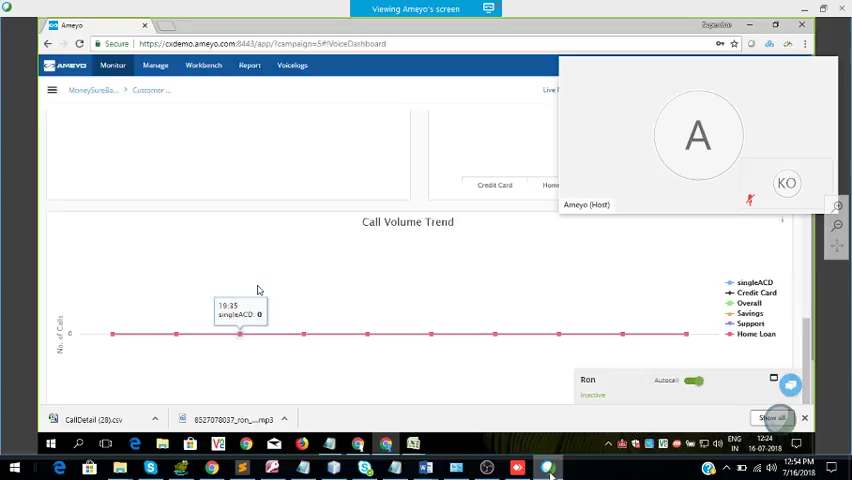 Viewing Ameyo's screen
Ameyo
Supervisor
Secure https://cxdemo.ameyo.com:8443/app/?campaign=5#!VoiceDashboard
AMEYO Monitor Manage Workbench Report Voicelogs
MoneySureBa... > Customer ...
A
KO
Ameyo (Host)
Credit Card
Call Volume Trend
19:35
singleACD: 0
No. of Calls
0
singleACD
Credit Card
Overall
Savings
Support
Home Loan
Ron
Autocall
Inactive
CallDetail (28).csv
8527078037_ron_....mp3
Show all
ENG
IN
12:24
16-07-2018
12:54 PM
7/16/2018